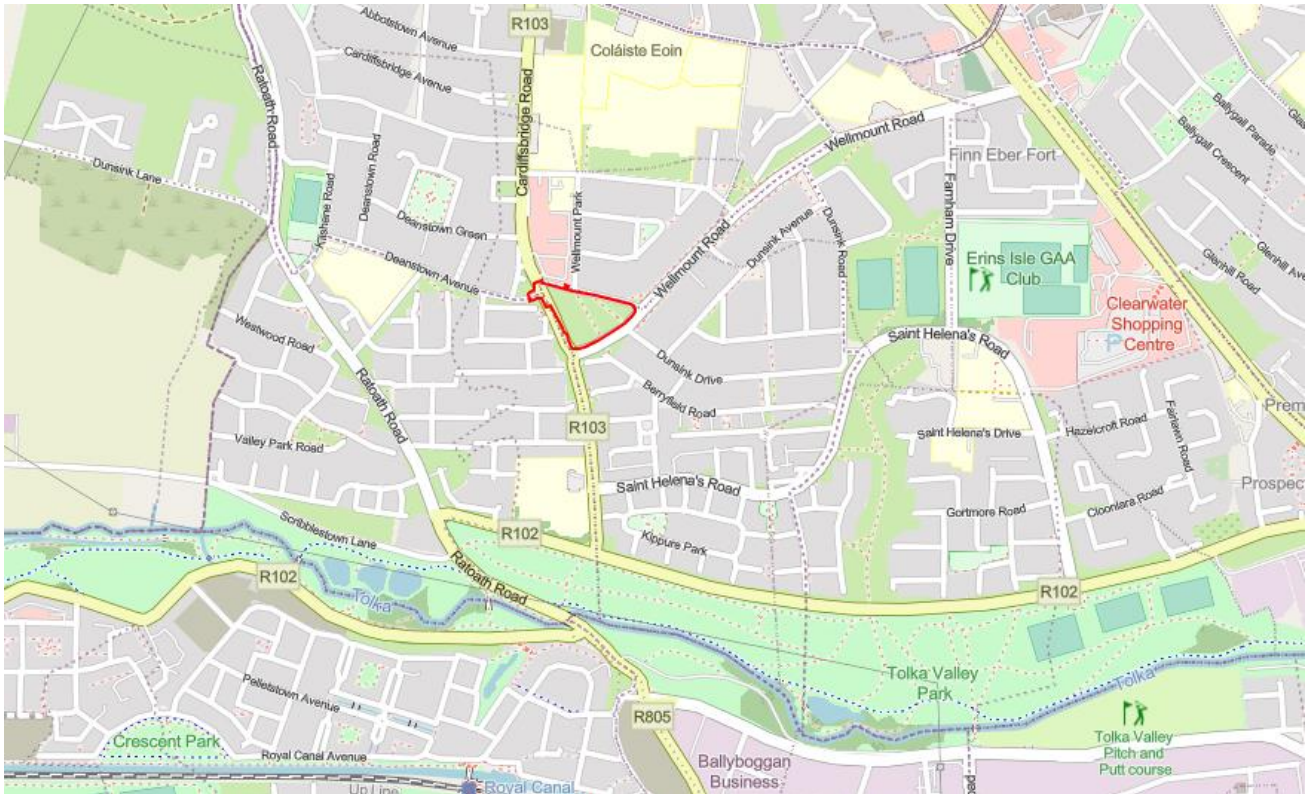 R103
Abbotstown Avenue
Coláiste Eoin
Cardiffsbridge Avenue
Ratoath Road
Cardiffsbridge Road
Ballygall Parade
Ballygall Crescent
Wellmount Road
Finn Eber Fort
Dunsink Lane
Kilshane Road
Deanstown Road
Deanstown Green
Wellmount Park
Farnham Drive
Dunsink Avenue
Dunsink Road
Wellmount Road
Deanstown Avenue
Erins Isle GAA
Club
Glenhill Road
Glenhill Ave
Clearwater
Shopping
Centre
P
Westwood Road
Saint Helena's Road
Dunsink Drive
Berryfield Road
Ratoath Road
R103
Prem
Valley Park Road
Saint Helena's Drive
Hazelcroft Road
Fairlawn Road
Prospec
Saint Helena's Road
Scribblestown Lane
R102
Kippure Park
Gortmore Road
Cloonlara Road
R102
Tolka
Ratoath Road
R102
Tolka Valley
Park
Tolka
Pelletstown Avenue
R805
Crescent Park
Royal Canal Avenue
Ballyboggan
Business
Tolka Valley
Pitch and
Putt course
Up Line
Royal Canal